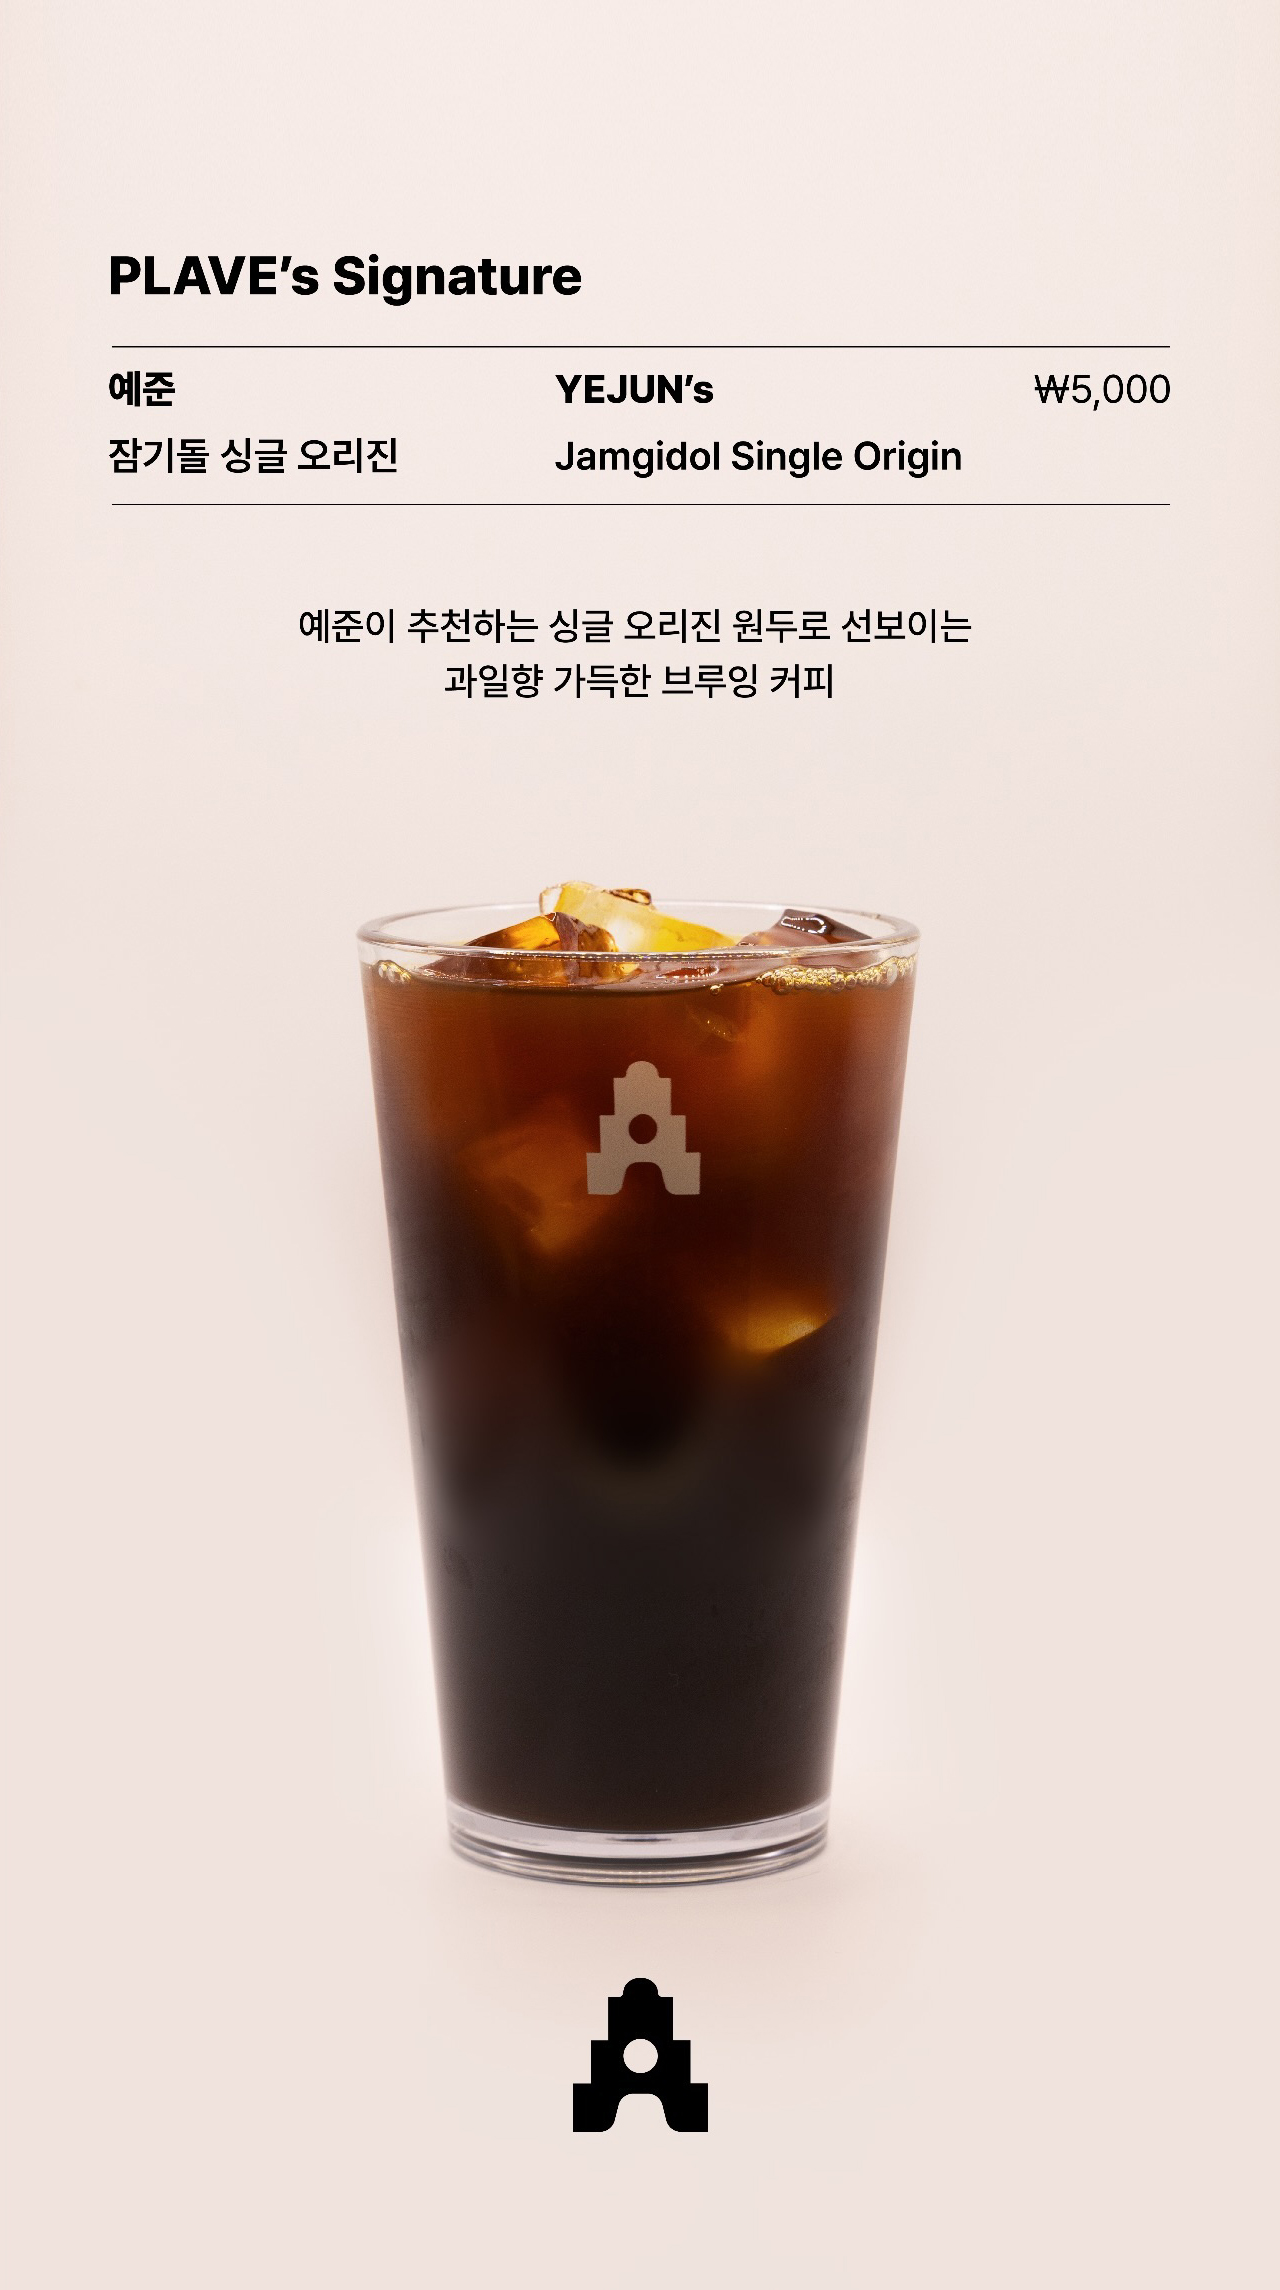 PLAVE’s Signature
예준 YEJUN’s ₩5,000
잠기돌 싱글 오리진 Jamgidol Single Origin
예준이 추천하는 싱글 오리진 원두로 선보이는
과일향 가득한 브루잉 커피